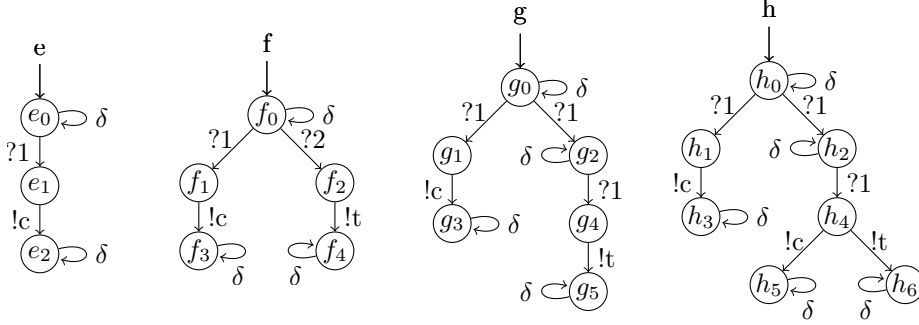 e
e₀ δ
?1
e₁
!c
e₂ δ
f
f₀ δ
?1 ?2
f₁ f₂
!c !t
f₃ f₄
δ δ
g
g₀ δ
?1 ?1
g₁ δ g₂
!c ?1
g₃ δ g₄
!t
δ g₅
h
h₀ δ
?1 ?1
h₁ δ h₂
!c ?1
h₃ δ h₄
!c !t
h₅ h₆
δ δ